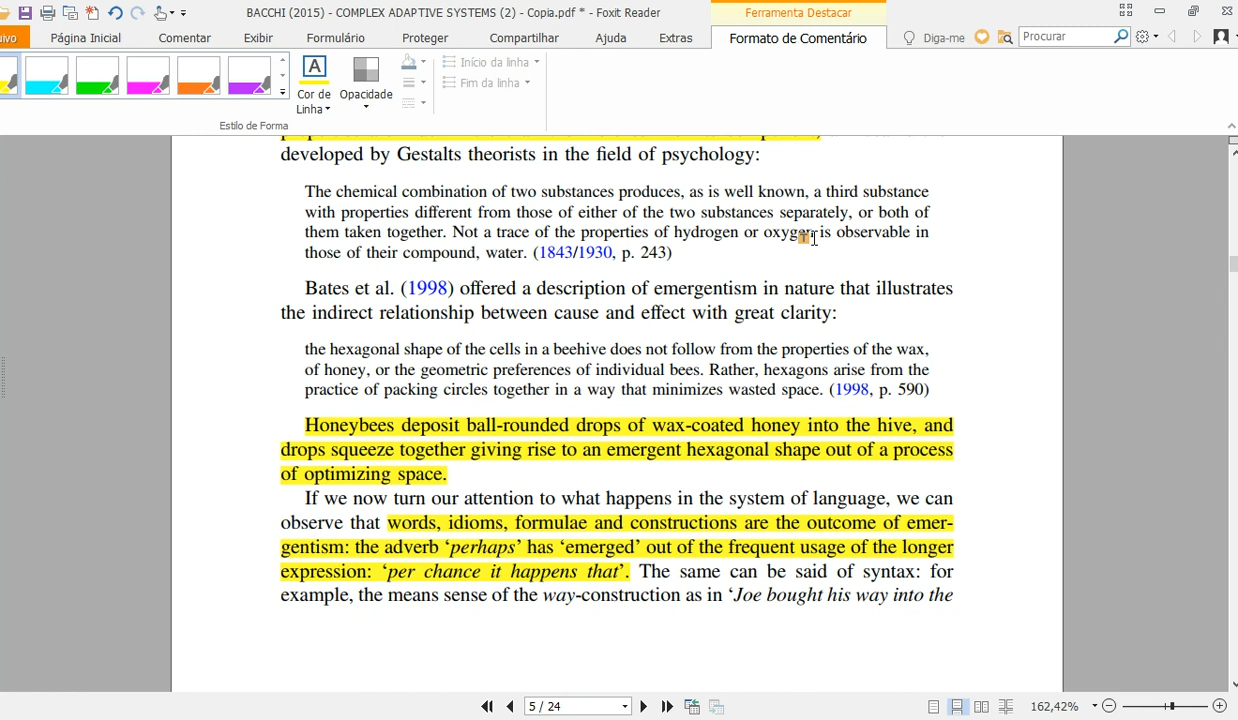 BACCHI (2015) - COMPLEX ADAPTIVE SYSTEMS (2) - Copia.pdf * - Foxit Reader
Ferramenta Destacar
Página Inicial Comentar Exibir Formulário Proteger Compartilhar Ajuda Extras Formato de Comentário Diga-me Procurar
Início da linha
Fim da linha
Cor de Linha
Opacidade
Estilo de Forma
developed by Gestalts theorists in the field of psychology:
The chemical combination of two substances produces, as is well known, a third substance
with properties different from those of either of the two substances separately, or both of
them taken together. Not a trace of the properties of hydrogen or oxygen is observable in
those of their compound, water. (1843/1930, p. 243)
Bates et al. (1998) offered a description of emergentism in nature that illustrates
the indirect relationship between cause and effect with great clarity:
the hexagonal shape of the cells in a beehive does not follow from the properties of the wax,
of honey, or the geometric preferences of individual bees. Rather, hexagons arise from the
practice of packing circles together in a way that minimizes wasted space. (1998, p. 590)
Honeybees deposit ball-rounded drops of wax-coated honey into the hive, and
drops squeeze together giving rise to an emergent hexagonal shape out of a process
of optimizing space.
If we now turn our attention to what happens in the system of language, we can
observe that words, idioms, formulae and constructions are the outcome of emer-
gentism: the adverb ‘perhaps’ has ‘emerged’ out of the frequent usage of the longer
expression: ‘per chance it happens that’. The same can be said of syntax: for
example, the means sense of the way-construction as in ‘Joe bought his way into the
5 / 24
162,42%